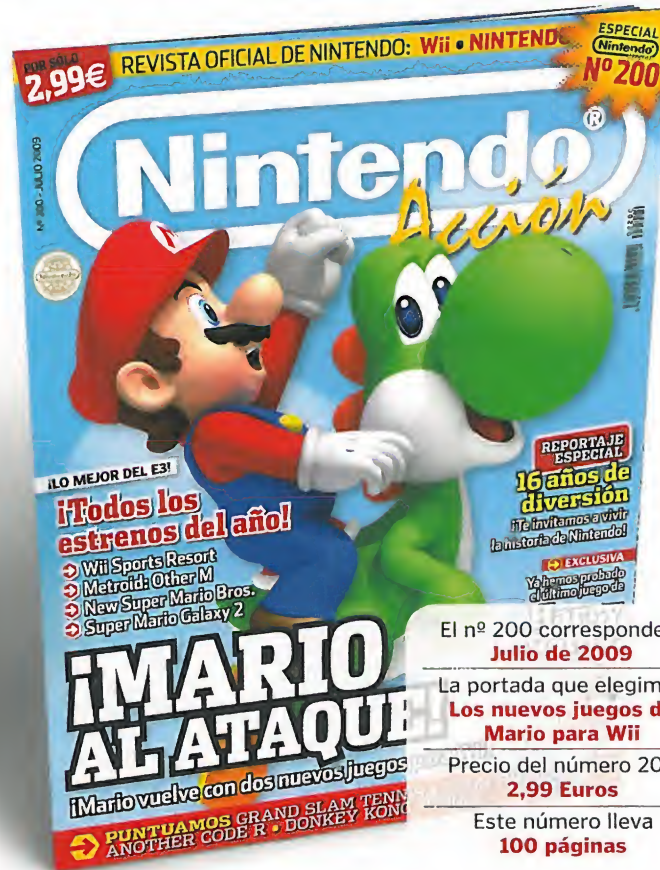 POR SÓLO
2,99€
REVISTA OFICIAL DE NINTENDO: Wii • NINTENDO
ESPECIAL
Nintendo
Nº 200
Nº 200 - JULIO 2009
Nintendo®
Acción
¡LO MEJOR DEL E3!
¡Todos los
estrenos del año!
Wii Sports Resort
Metroid: Other M
New Super Mario Bros.
Super Mario Galaxy 2
REPORTAJE
ESPECIAL
16 años de
diversión
¡Te invitamos a vivir
la historia de Nintendo!
EXCLUSIVA
Ya hemos probado
el último juego de
¡MARIO
AL ATAQUE!
¡Mario vuelve con dos nuevos juegos
PUNTUAMOS GRAND SLAM TENN
ANOTHER CODE R • DONKEY KONG
El nº 200 corresponde
Julio de 2009
La portada que elegim
Los nuevos juegos d
Mario para Wii
Precio del número 20
2,99 Euros
Este número lleva
100 páginas